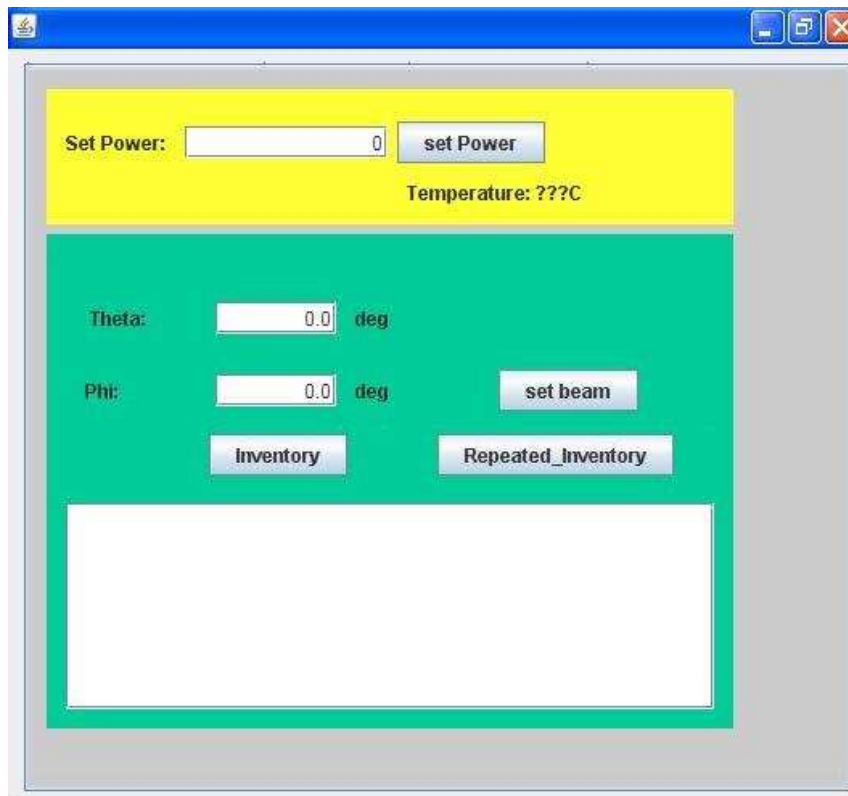 Set Power: 0 set Power
Temperature: ???C
Theta: 0.0 deg
Phi: 0.0 deg set beam
Inventory Repeated_Inventory